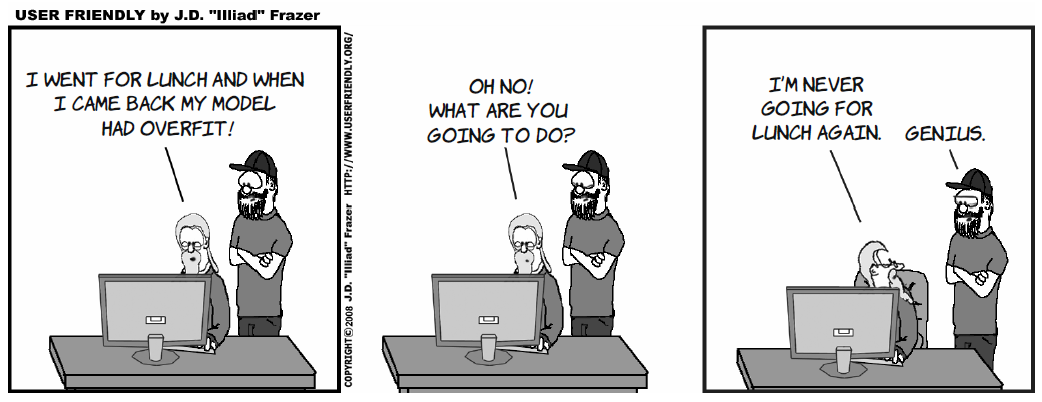 USER FRIENDLY by J.D. "Illiad" Frazer
I WENT FOR LUNCH AND WHEN
I CAME BACK MY MODEL
HAD OVERFIT!
COPYRIGHT©2008 J.D. "Illiad" Frazer HTTP://WWW.USERFRIENDLY.ORG/
OH NO!
WHAT ARE YOU
GOING TO DO?
I'M NEVER
GOING FOR
LUNCH AGAIN.
GENIUS.